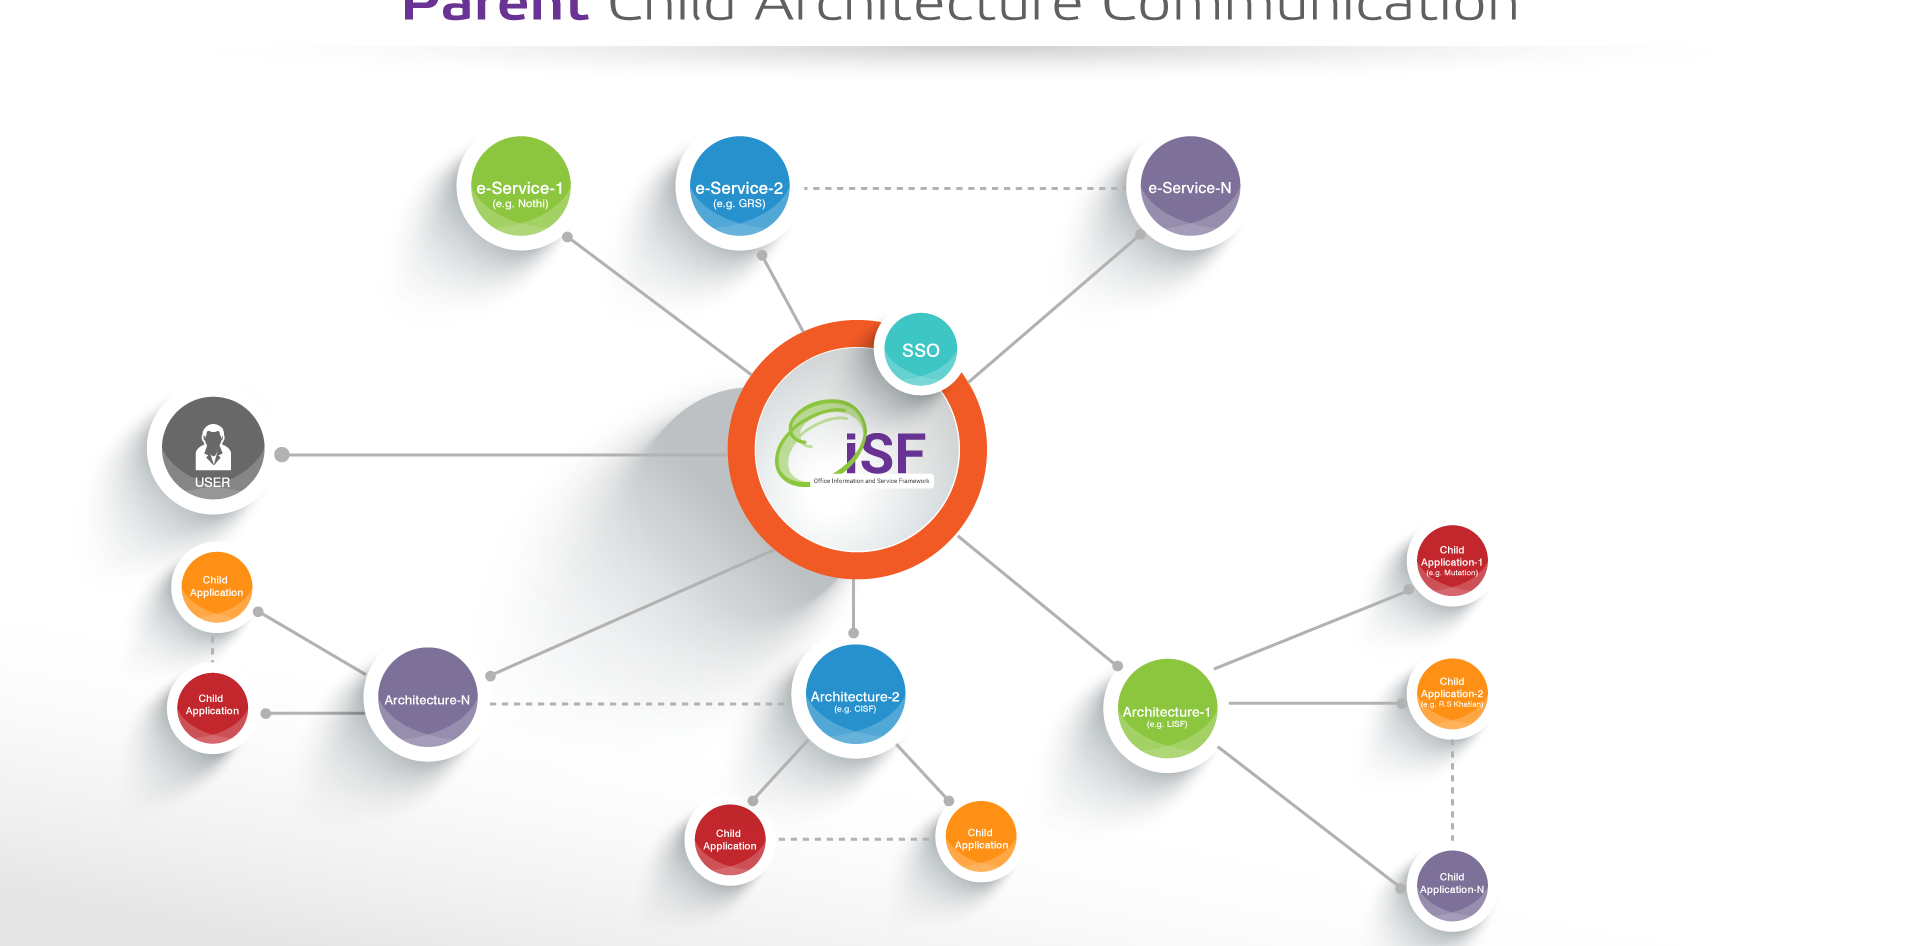 Parent Child Architecture Communication
e-Service-1
(e.g. Nothi)
e-Service-2
(e.g. GRS)
e-Service-N
SSO
iSF
Office Information and Service Framework
USER
Child
Application
Child
Application
Architecture-N
Architecture-2
(e.g. CISF)
Architecture-1
(e.g. LISF)
Child
Application-1
(e.g. Mutation)
Child
Application-2
(e.g. R.S Khatian)
Child
Application-N
Child
Application
Child
Application